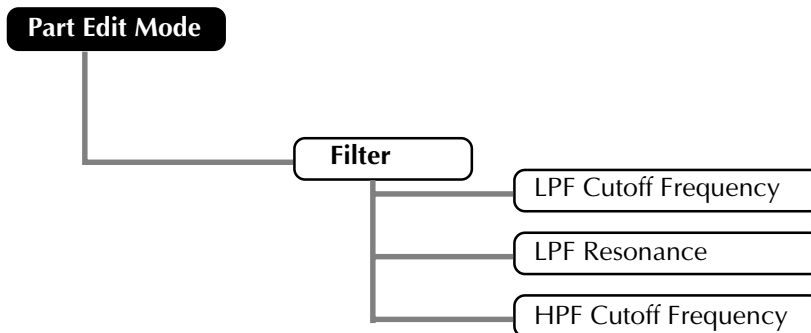 Part Edit Mode
Filter
LPF Cutoff Frequency
LPF Resonance
HPF Cutoff Frequency